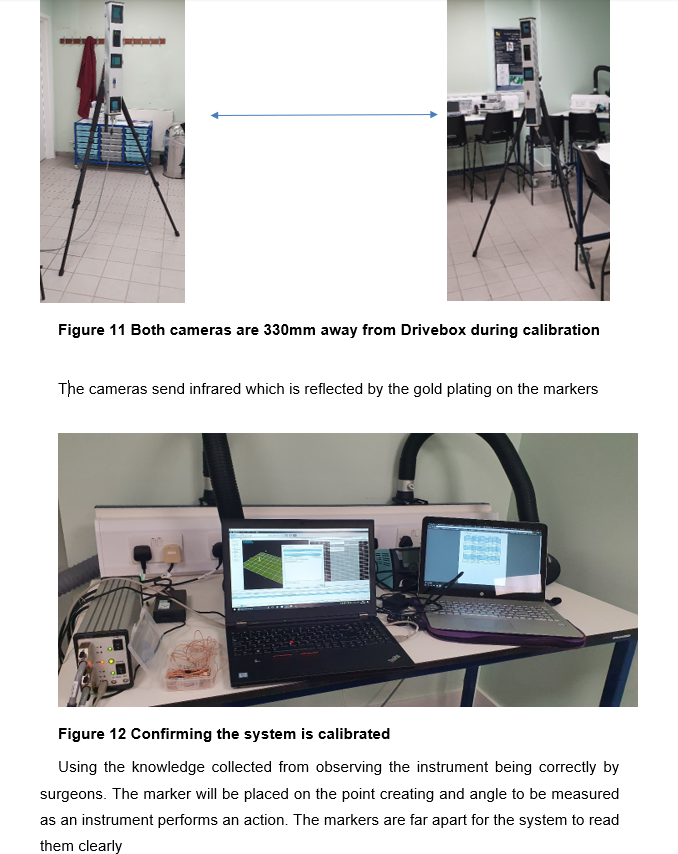 Figure 11 Both cameras are 330mm away from Drivebox during calibration
The cameras send infrared which is reflected by the gold plating on the markers
Figure 12 Confirming the system is calibrated
Using the knowledge collected from observing the instrument being correctly by
surgeons. The marker will be placed on the point creating and angle to be measured
as an instrument performs an action. The markers are far apart for the system to read
them clearly